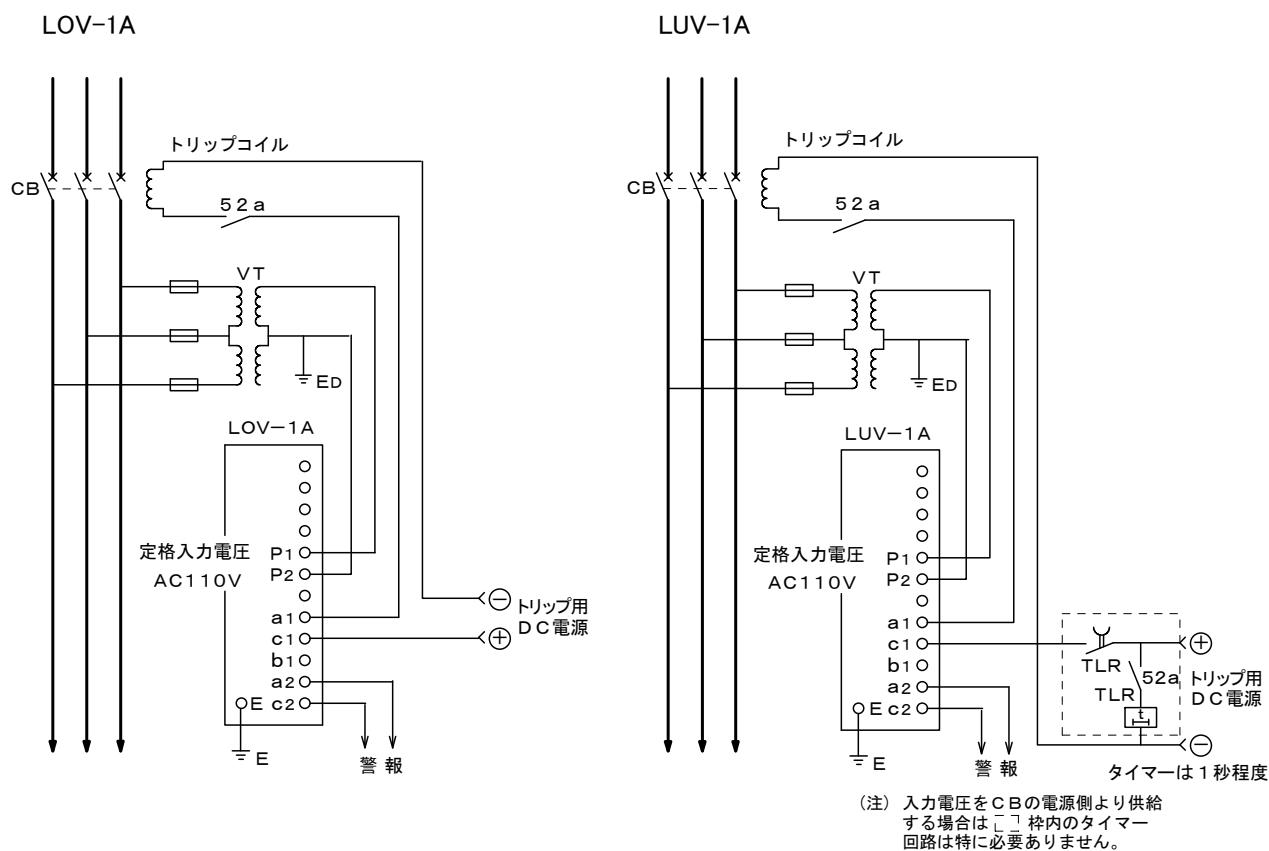 LOV-1A
トリップコイル
CB
52a
VT
ED
LOV-1A
定格入力電圧
AC110V
P1
P2
a1
c1
b1
a2
E c2
E
警報
トリップ用
DC電源
LUV-1A
トリップコイル
CB
52a
VT
ED
LUV-1A
定格入力電圧
AC110V
P1
P2
a1
c1
b1
a2
E c2
E
警報
TLR
52a
TLR
t
トリップ用
DC電源
タイマーは1秒程度
(注) 入力電圧をCBの電源側より供給
する場合は 枠内のタイマー
回路は特に必要ありません。